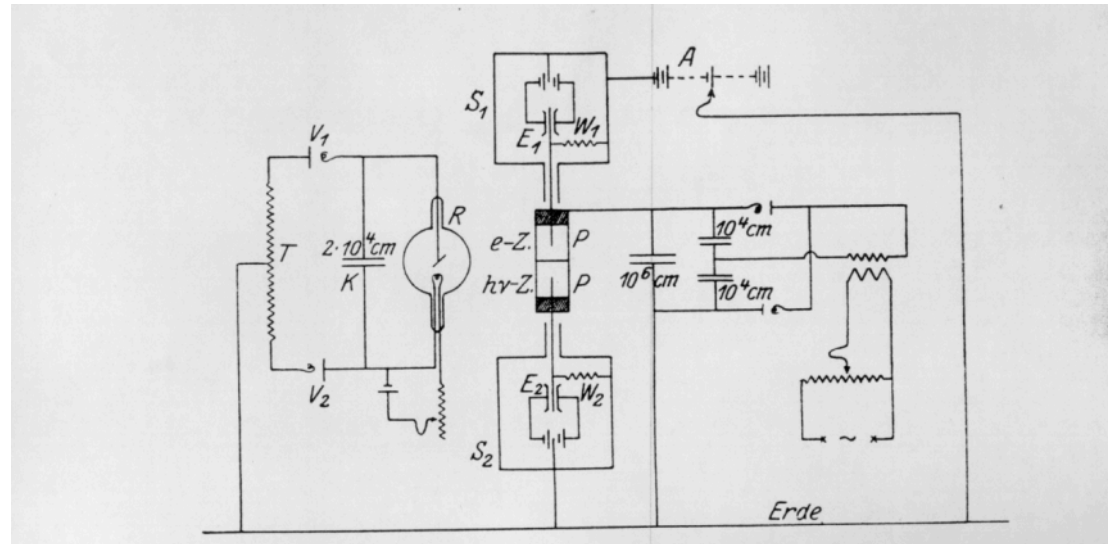 A
S₁
V₁
E₁
W₁
R
T
2·10⁴cm
K
e-Z.
P
10⁴cm
hν-Z.
P
10⁶cm
10⁴cm
V₂
E₂
W₂
S₂
~
Erde